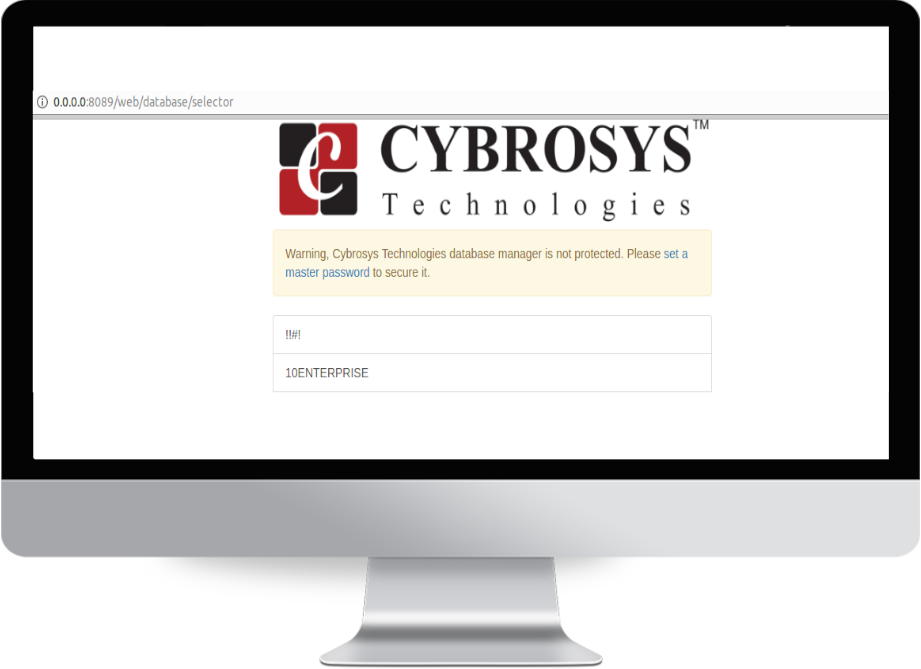 0.0.0.0:8089/web/database/selector
CYBROSYS™
Technologies
Warning, Cybrosys Technologies database manager is not protected. Please set a
master password to secure it.
!!#!
10ENTERPRISE